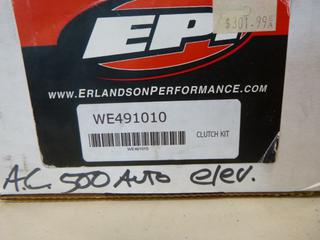 $301.99
EPI
WWW.ERLANDSONPERFORMANCE.COM
WE491010
CLUTCH KIT
WE491010
A.C. 500 AUTO elev.